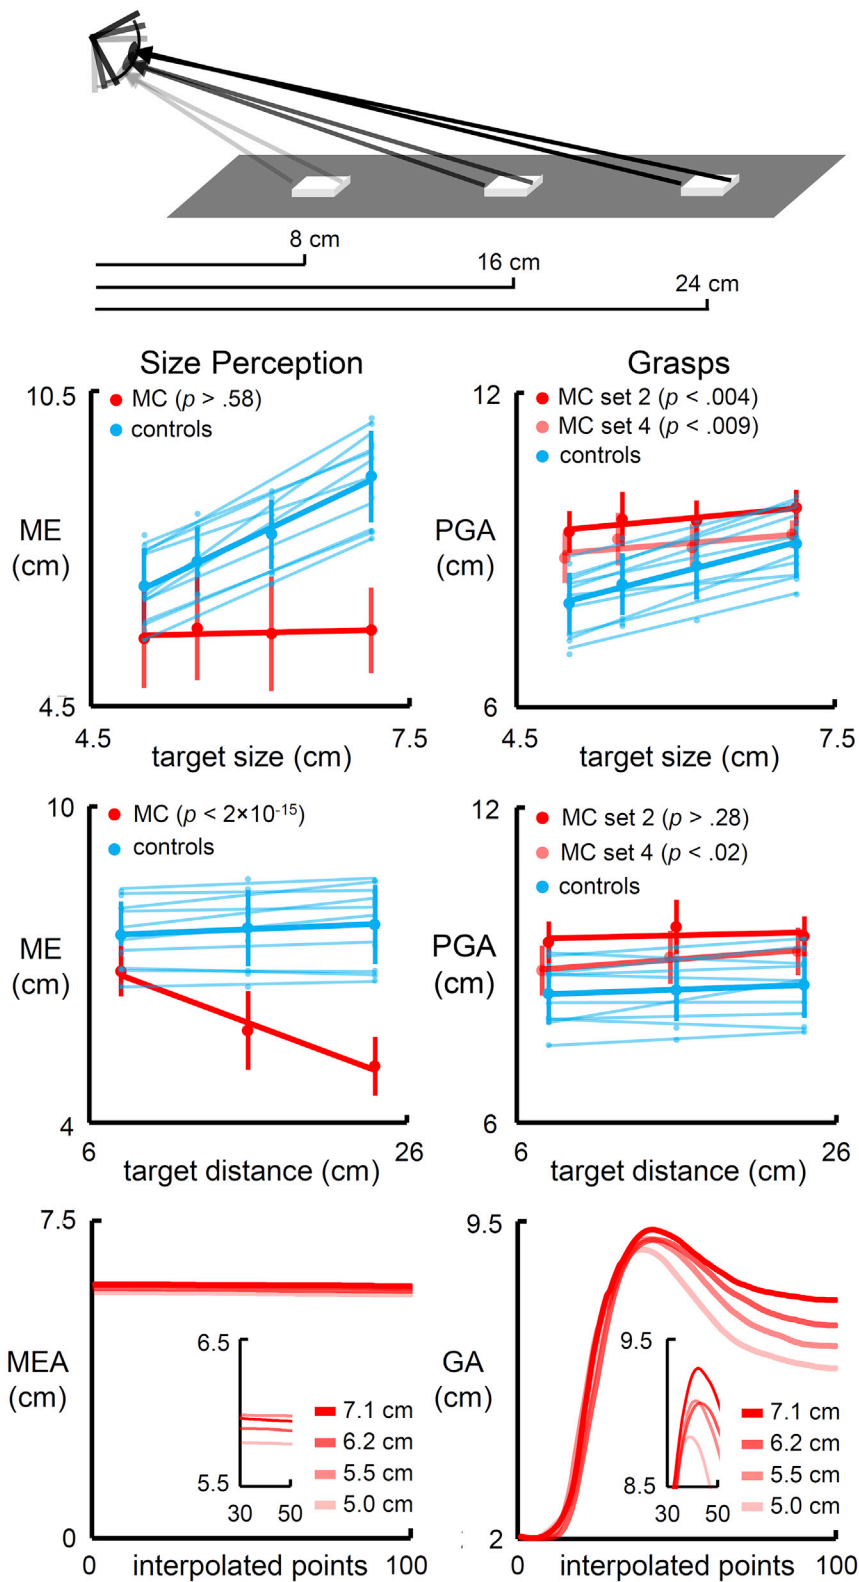 8 cm
16 cm
24 cm
Size Perception
Grasps
10.5
MC (p > .58)
controls
ME
(cm)
4.5
4.5
7.5
target size (cm)
12
MC set 2 (p < .004)
MC set 4 (p < .009)
controls
PGA
(cm)
6
4.5
7.5
target size (cm)
10
MC (p < 2×10-15)
controls
ME
(cm)
4
6
26
target distance (cm)
12
MC set 2 (p > .28)
MC set 4 (p < .02)
controls
PGA
(cm)
6
6
26
target distance (cm)
7.5
MEA
(cm)
6.5
5.5
30
50
7.1 cm
6.2 cm
5.5 cm
5.0 cm
0
0
interpolated points
100
9.5
GA
(cm)
9.5
8.5
30
50
7.1 cm
6.2 cm
5.5 cm
5.0 cm
2
0
interpolated points
100